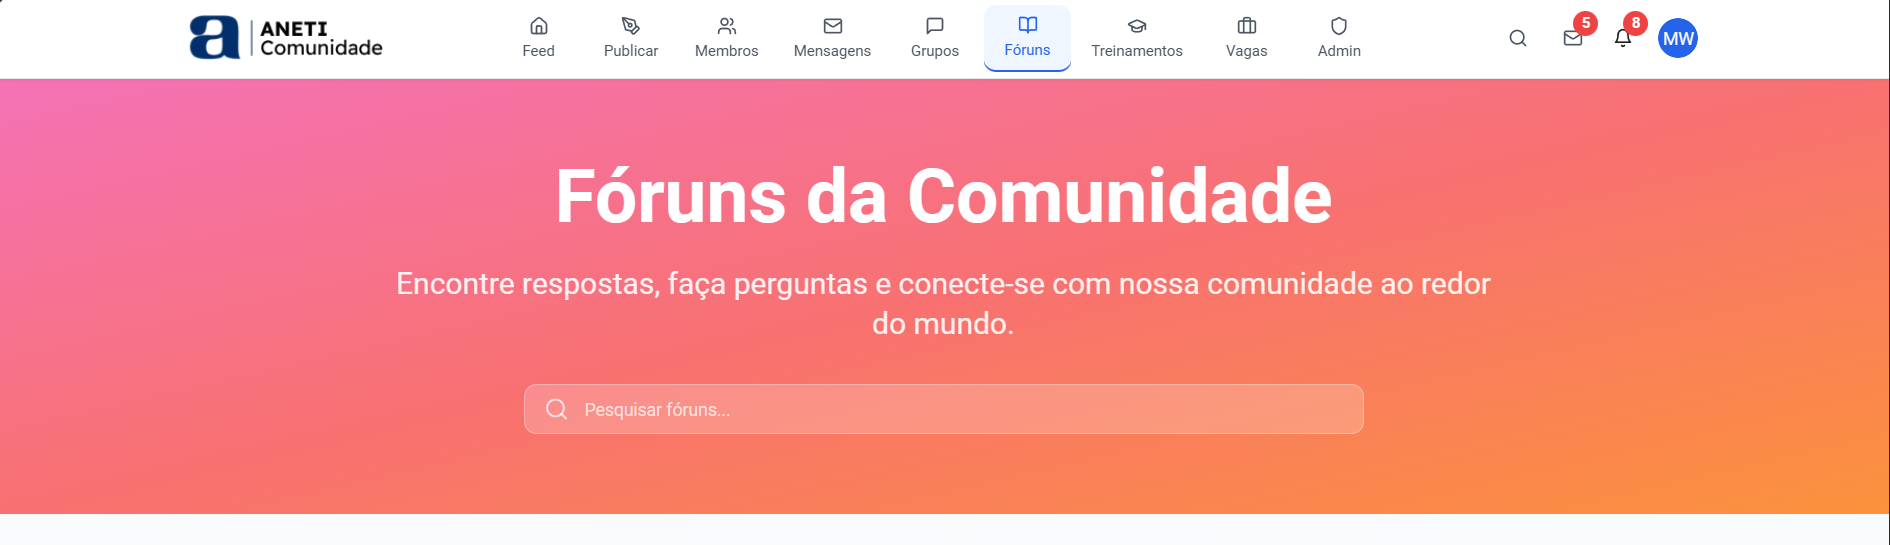 a ANETI
Comunidade
Feed
Publicar
Membros
Mensagens
Grupos
Fóruns
Treinamentos
Vagas
Admin
5
8
MW
Fóruns da Comunidade
Encontre respostas, faça perguntas e conecte-se com nossa comunidade ao redor
do mundo.
Pesquisar fóruns...